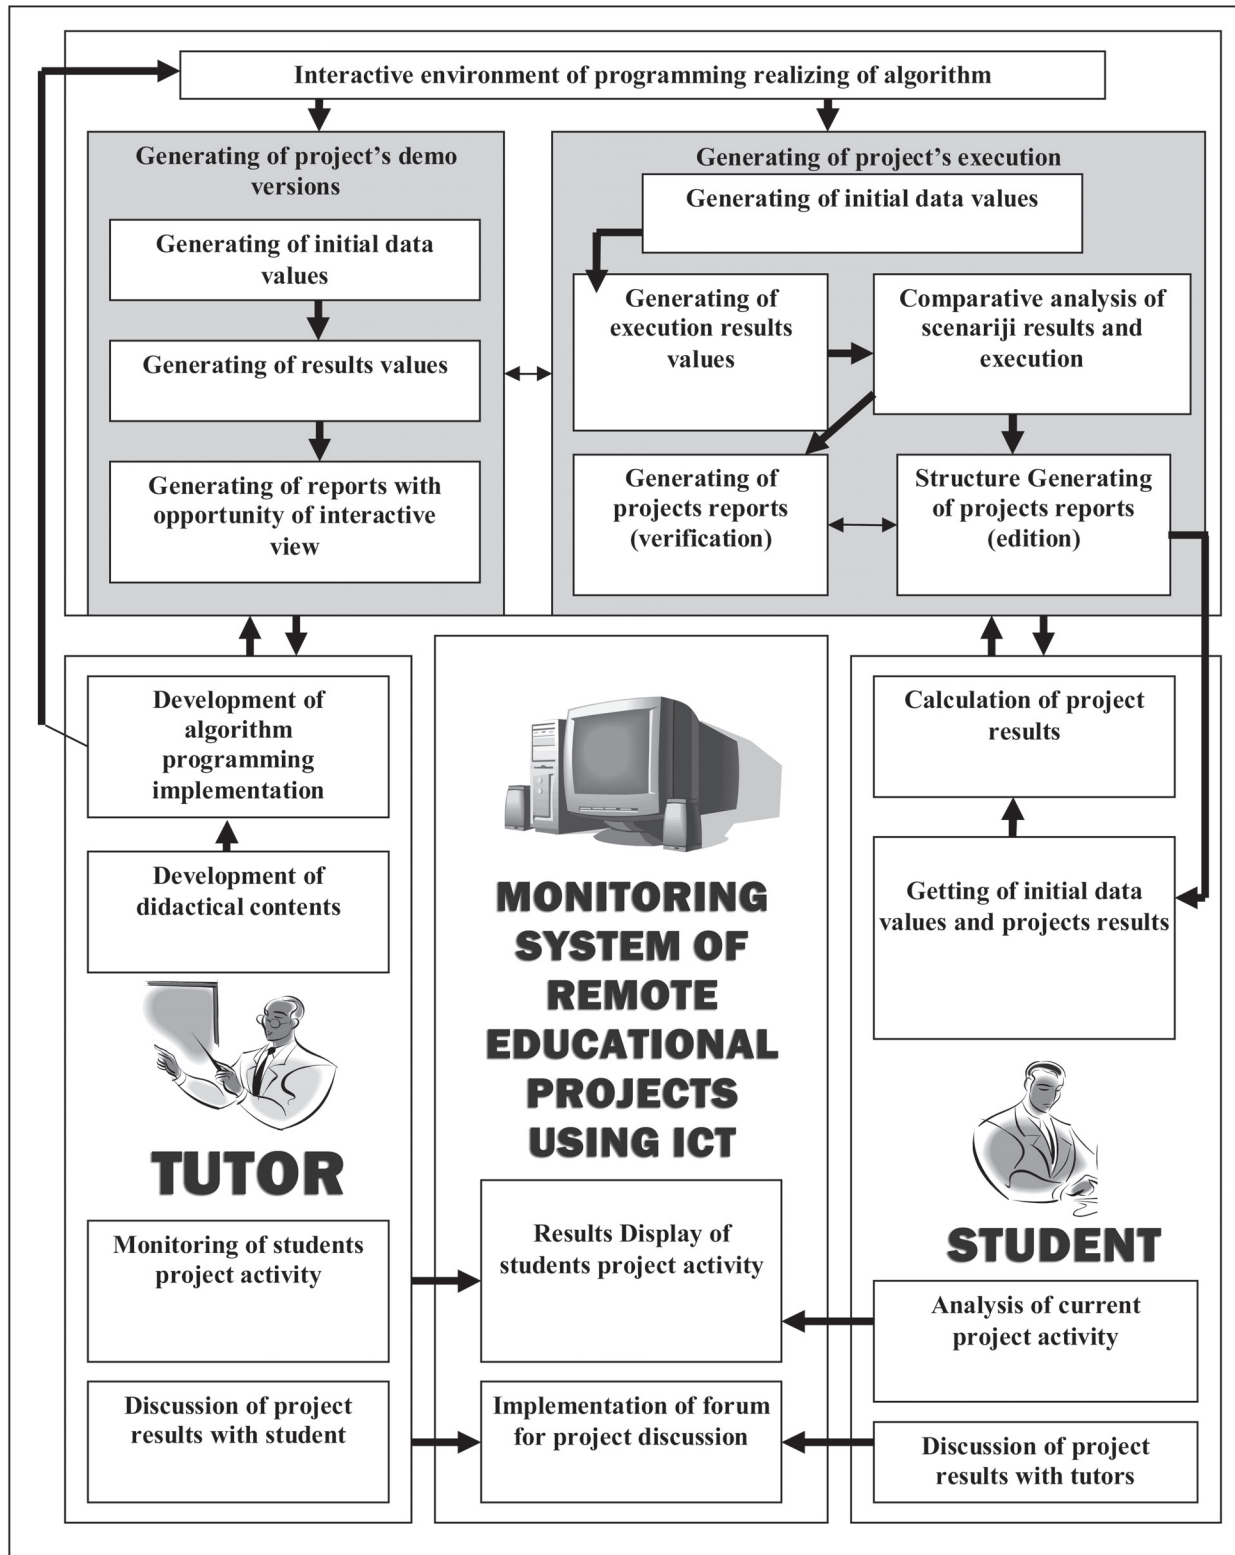 Interactive environment of programming realizing of algorithm
Generating of project's demo
versions
Generating of initial data
values
Generating of results values
Generating of reports with
opportunity of interactive
view
Generating of project's execution
Generating of initial data values
Generating of
execution results
values
Comparative analysis of
scenariji results and
execution
Generating of
projects reports
(verification)
Structure Generating
of projects reports
(edition)
Development of
algorithm
programming
implementation
Development of
didactical contents
TUTOR
Monitoring of students
project activity
Discussion of project
results with student
MONITORING
SYSTEM OF
REMOTE
EDUCATIONAL
PROJECTS
USING ICT
Results Display of
students project activity
Implementation of forum
for project discussion
Calculation of project
results
Getting of initial data
values and projects results
STUDENT
Analysis of current
project activity
Discussion of project
results with tutors